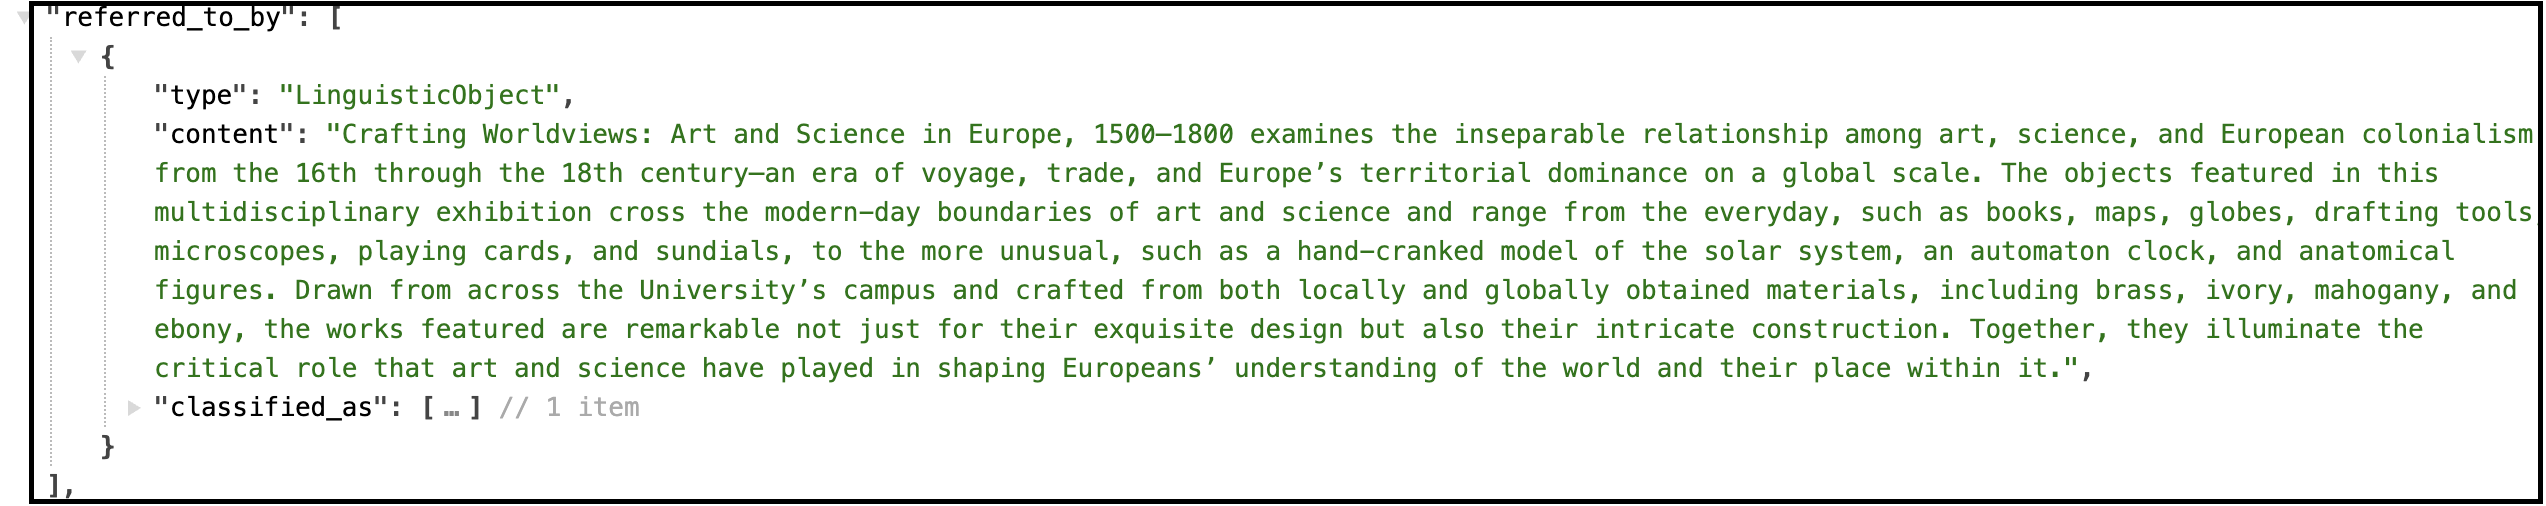 "referred_to_by": [
{
"type": "LinguisticObject",
"content": "Crafting Worldviews: Art and Science in Europe, 1500–1800 examines the inseparable relationship among art, science, and European colonialism
from the 16th through the 18th century—an era of voyage, trade, and Europe’s territorial dominance on a global scale. The objects featured in this
multidisciplinary exhibition cross the modern-day boundaries of art and science and range from the everyday, such as books, maps, globes, drafting tools
microscopes, playing cards, and sundials, to the more unusual, such as a hand-cranked model of the solar system, an automaton clock, and anatomical
figures. Drawn from across the University’s campus and crafted from both locally and globally obtained materials, including brass, ivory, mahogany, and
ebony, the works featured are remarkable not just for their exquisite design but also their intricate construction. Together, they illuminate the
critical role that art and science have played in shaping Europeans’ understanding of the world and their place within it.",
"classified_as": [ … ] // 1 item
}
],